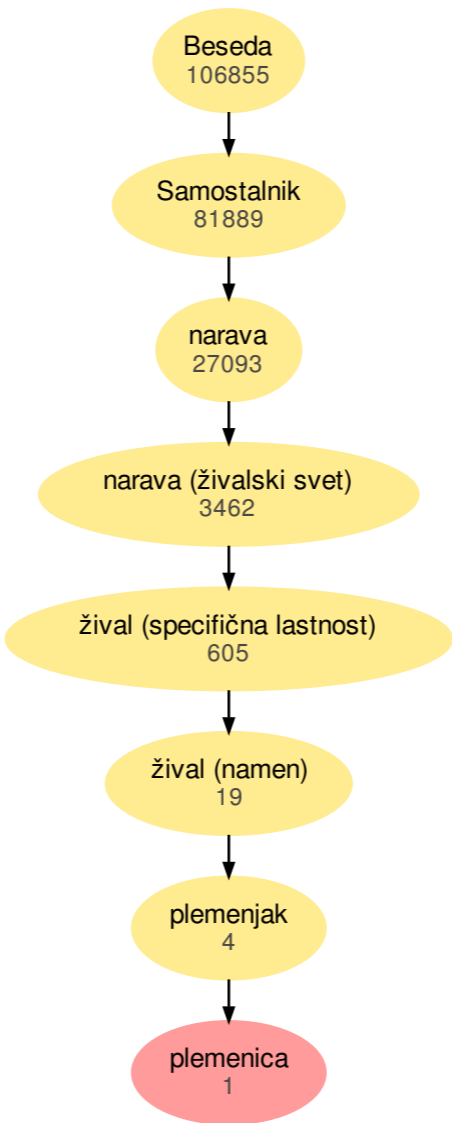 Beseda
106855
Samostalnik
81889
narava
27093
narava (živalski svet)
3462
žival (specifična lastnost)
605
žival (namen)
19
plemenjak
4
plemenica
1